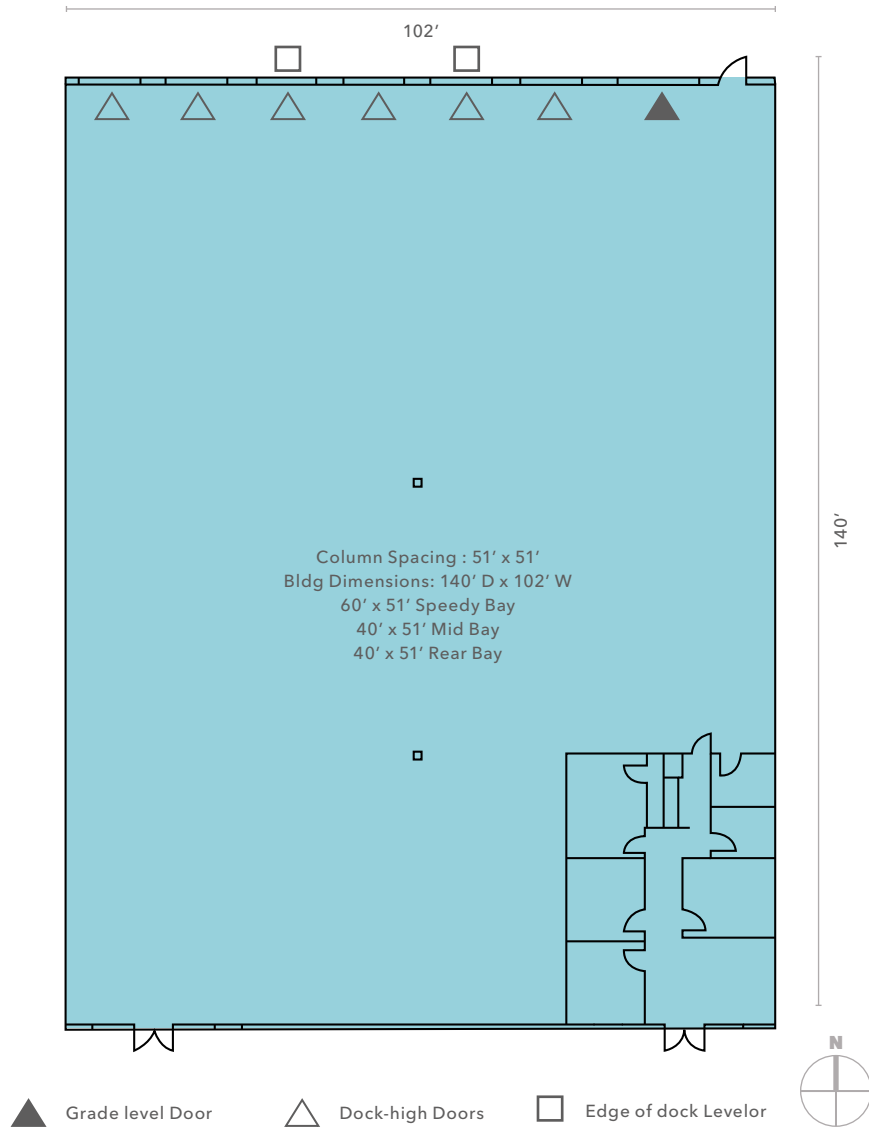 102’
140’
Column Spacing : 51’ x 51’
Bldg Dimensions: 140’ D x 102’ W
60’ x 51’ Speedy Bay
40’ x 51’ Mid Bay
40’ x 51’ Rear Bay
N
Grade level Door
Dock-high Doors
Edge of dock Levelor